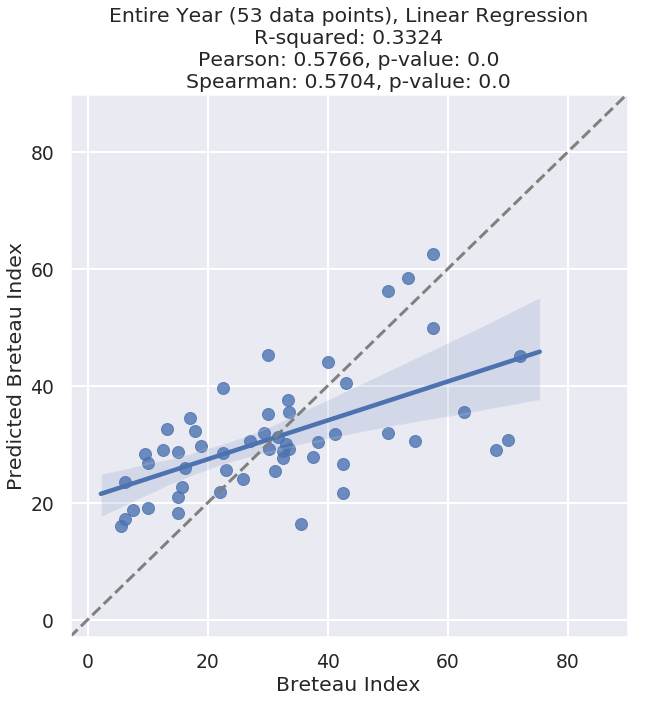 Entire Year (53 data points), Linear Regression
R-squared: 0.3324
Pearson: 0.5766, p-value: 0.0
Spearman: 0.5704, p-value: 0.0
80
60
40
20
0
Predicted Breteau Index
0 20 40 60 80
Breteau Index